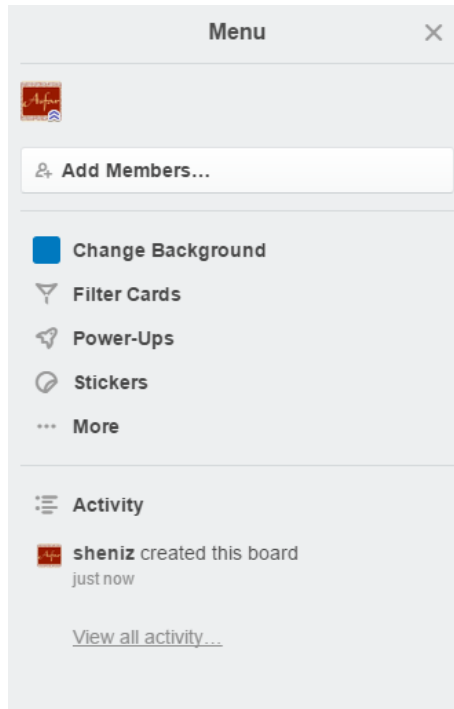 Menu
Add Members…
Change Background
Filter Cards
Power-Ups
Stickers
More
Activity
sheniz created this board
just now
View all activity…